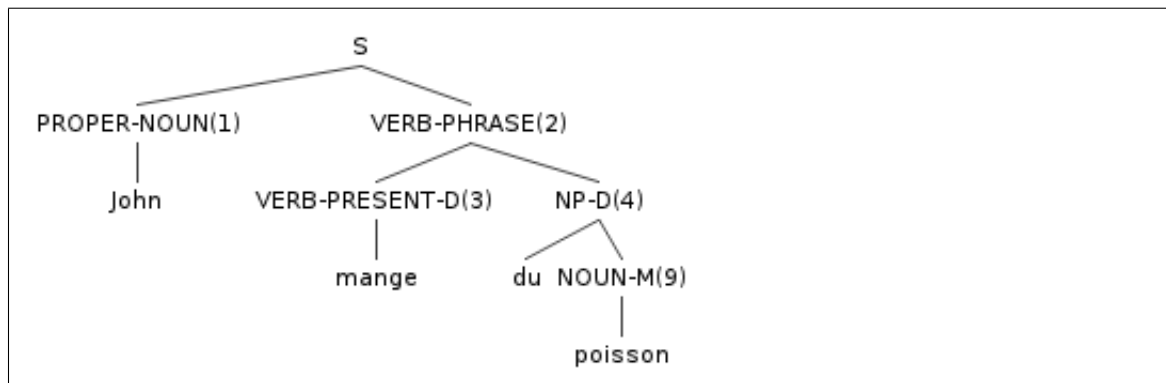 S
PROPER-NOUN(1) VERB-PHRASE(2)
John VERB-PRESENT-D(3) NP-D(4)
mange du NOUN-M(9)
poisson